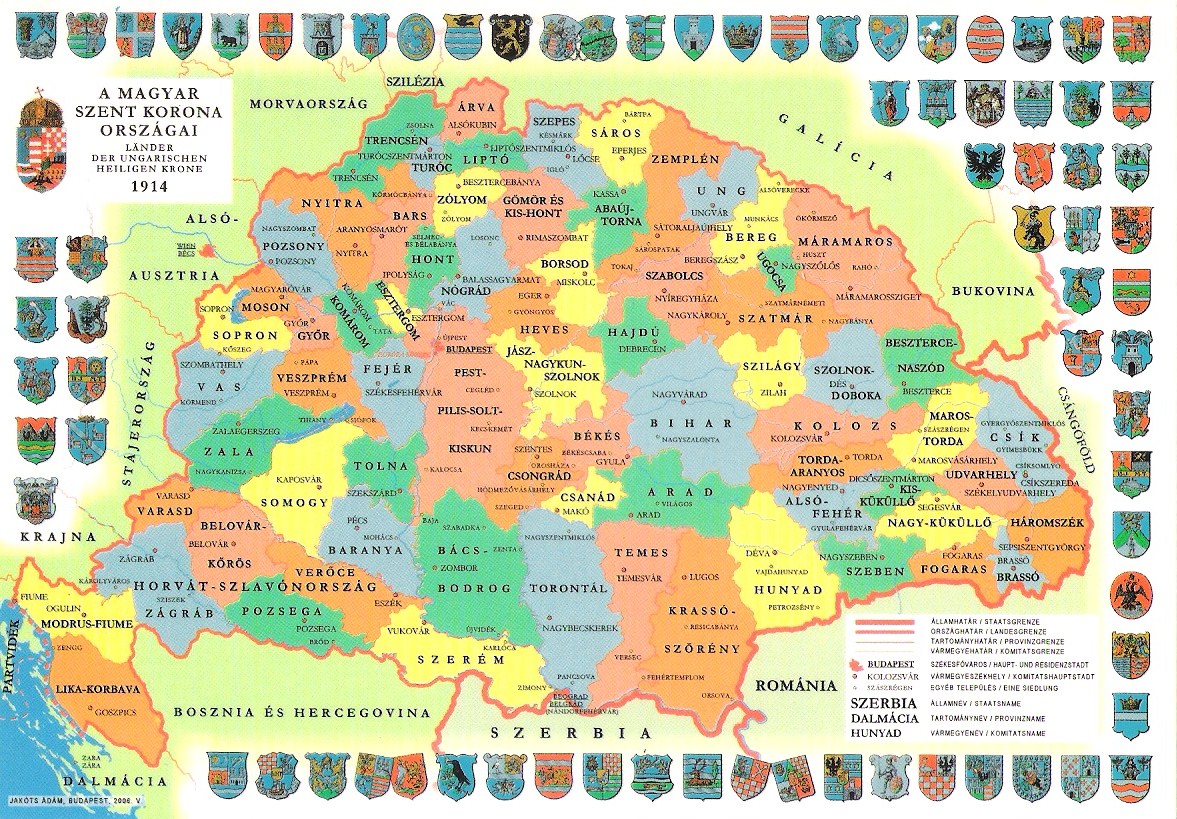 A MAGYAR
SZENT KORONA
ORSZÁGAI
LÄNDER
DER UNGARISCHEN
HEILIGEN KRONE
1914
SZILÉZIA
MORVAORSZÁG
GALÍCIA
ALSÓ-
AUSZTRIA
WIEN
BÉCS
BUKOVINA
STÁJERORSZÁG
CSÁNGÓFÖLD
KRAJNA
PARTVIDÉK
BOSZNIA ÉS HERCEGOVINA
SZERBIA
ROMÁNIA
DALMÁCIA
ZARA
ZÁRA
ÁRVA
ALSÓKUBIN
TRENCSÉN
ZSOLNA
TURÓCSZENTMÁRTON
TURÓC
TRENCSÉN
LIPTÓ
LIPTÓSZENTMIKLÓS
SZEPES
KÉSMÁRK
LŐCSE
IGLÓ
SÁROS
BÁRTFA
EPERJES
ZEMPLÉN
UNG
UNGVÁR
ALSÓVERECKE
NYITRA
NYITRA
KÖRMÖCBÁNYA
BARS
ARANYOSMARÓT
BESZTERCEBÁNYA
ZÓLYOM
ZÓLYOM
GÖMÖR ÉS
KIS-HONT
RIMASZOMBAT
KASSA
ABAÚJ-
TORNA
SÁTORALJAÚJHELY
SÁROSPATAK
MUNKÁCS
BEREG
BEREGSZÁSZ
ÖKÖRMEZŐ
MÁRAMAROS
HUSZT
RAHÓ
MÁRAMAROSSZIGET
UGOCSA
NAGYSZŐLŐS
NAGYSZOMBAT
POZSONY
POZSONY
SELMEC-
ÉS BÉLABÁNYA
HONT
IPOLYSÁG
LOSONC
BALASSAGYARMAT
NÓGRÁD
VÁC
BORSOD
MISKOLC
TOKAJ
SZABOLCS
NYÍREGYHÁZA
SZATMÁRNÉMETI
NAGYKÁROLY
SZATMÁR
NAGYBÁNYA
MAGYARÓVÁR
SOPRON
MOSON
SOPRON
GYŐR
GYŐR
KOMÁROM
KOMÁROM
TATA
ESZTERGOM
ESZTERGOM
EGER
GYÖNGYÖS
HEVES
HAJDÚ
DEBRECEN
KŐSZEG
SZOMBATHELY
VAS
KÖRMEND
PÁPA
VESZPRÉM
VESZPRÉM
FEJÉR
SZÉKESFEHÉRVÁR
ÚJPEST
BUDAPEST
PEST-
PILIS-SOLT-
KISKUN
CEGLÉD
KECSKEMÉT
KALOCSA
JÁSZ-
NAGYKUN-
SZOLNOK
SZOLNOK
NAGYVÁRAD
BIHAR
NAGYSZALONTA
SZILÁGY
ZILAH
SZOLNOK-
DÉS
DOBOKA
BESZTERCE-
NASZÓD
BESZTERCE
ZALAEGERSZEG
ZALA
NAGYKANIZSA
TIHANY
SIÓFOK
KAPOSVÁR
SOMOGY
TOLNA
SZEKSZÁRD
SZENTES
OROSHÁZA
CSONGRÁD
HÓDMEZŐVÁSÁRHELY
SZEGED
BÉKÉS
BÉKÉSCSABA
GYULA
CSANÁD
MAKÓ
ARAD
VILÁGOS
ARAD
KOLOZS
KOLOZSVÁR
MAROS-
SZÁSZRÉGEN
TORDA
GYERGYÓSZENTMIKLÓS
CSÍK
GYIMESBÜKK
CSÍKSOMLYÓ
CSÍKSZEREDA
TORDA-
ARANYOS
TORDA
MAROSVÁSÁRHELY
UDVARHELY
SZÉKELYUDVARHELY
NAGYENYED
ALSÓ-
FEHÉR
GYULAFEHÉRVÁR
DICSŐSZENTMÁRTON
KIS-
KÜKÜLLŐ
SEGESVÁR
NAGY-KÜKÜLLŐ
HÁROMSZÉK
SEPSISZENTGYÖRGY
VARASD
VARASD
BELOVÁR-
BELOVÁR
KŐRÖS
ZÁGRÁB
KÁROLYVÁROS
SZISZEK
ZÁGRÁB
HORVÁT-SZLAVÓNORSZÁG
VERŐCE
ESZÉK
POZSEGA
POZSEGA
BRÓD
PÉCS
MOHÁCS
BARANYA
BAJA
SZABADKA
BÁCS-
ZENTA
ZOMBOR
BODROG
ÚJVIDÉK
NAGYSZENTMIKLÓS
TORONTÁL
NAGYBECSKEREK
PANCSOVA
TEMES
TEMESVÁR
VERSEC
FEHÉRTEMPLOM
LUGOS
KRASSÓ-
RESICABÁNYA
SZÖRÉNY
ORSOVA
DÉVA
VAJDAHUNYAD
HUNYAD
PETROZSÉNY
NAGYSZEBEN
SZEBEN
FOGARAS
FOGARAS
BRASSÓ
BRASSÓ
FIUME
OGULIN
MODRUS-FIUME
ZENGG
LIKA-KORBAVA
GOSZPICS
VUKOVÁR
SZERÉM
KARLÓCA
ZIMONY
BEOGRAD
BELGRAD
(NÁNDORFEHÉRVÁR)
ÁLLAMHATÁR / STAATSGRENZE
ORSZÁGHATÁR / LANDESGRENZE
TARTOMÁNYHATÁR / PROVINZGRENZE
VÁRMEGYEHATÁR / KOMITATSGRENZE
BUDAPEST SZÉKESFŐVÁROS / HAUPT- UND RESIDENZSTADT
KOLOZSVÁR VÁRMEGYESZÉKHELY / KOMITATSHAUPTSTADT
SZÁSZRÉGEN EGYÉB TELEPÜLÉS / EINE SIEDLUNG
SZERBIA ÁLLAMNÉV / STAATSNAME
DALMÁCIA TARTOMÁNYNÉV / PROVINZNAME
HUNYAD VÁRMEGYENÉV / KOMITATSNAME
JAKÓTS ÁDÁM, BUDAPEST, 2006. V.